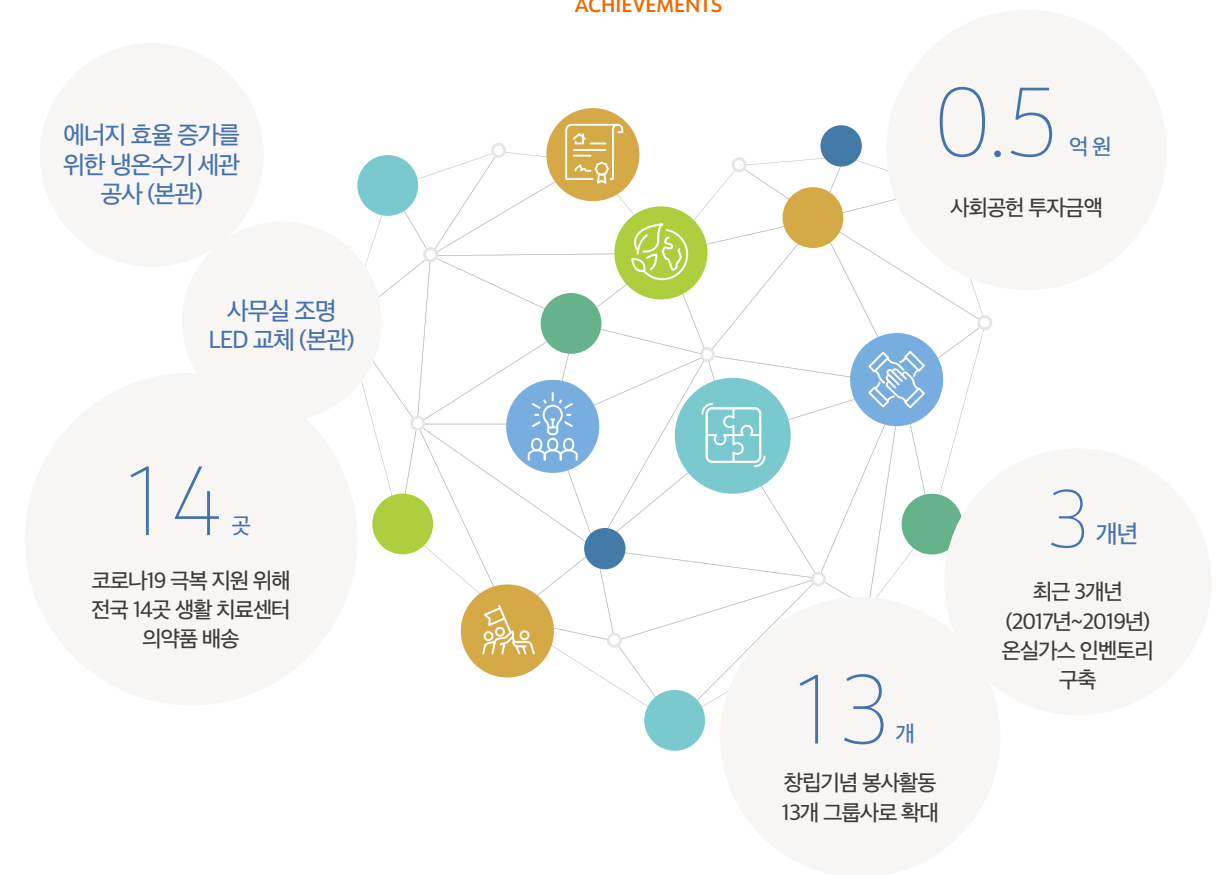 ACHIEVEMENTS
에너지 효율 증가를
위한 냉온수기 세관
공사 (본관)
사무실 조명
LED 교체 (본관)
14 곳
코로나19 극복 지원 위해
전국 14곳 생활 치료센터
의약품 배송
0.5 억 원
사회공헌 투자금액
3 개년
최근 3개년
(2017년~2019년)
온실가스 인벤토리
구축
13 개
창립기념 봉사활동
13개 그룹사로 확대